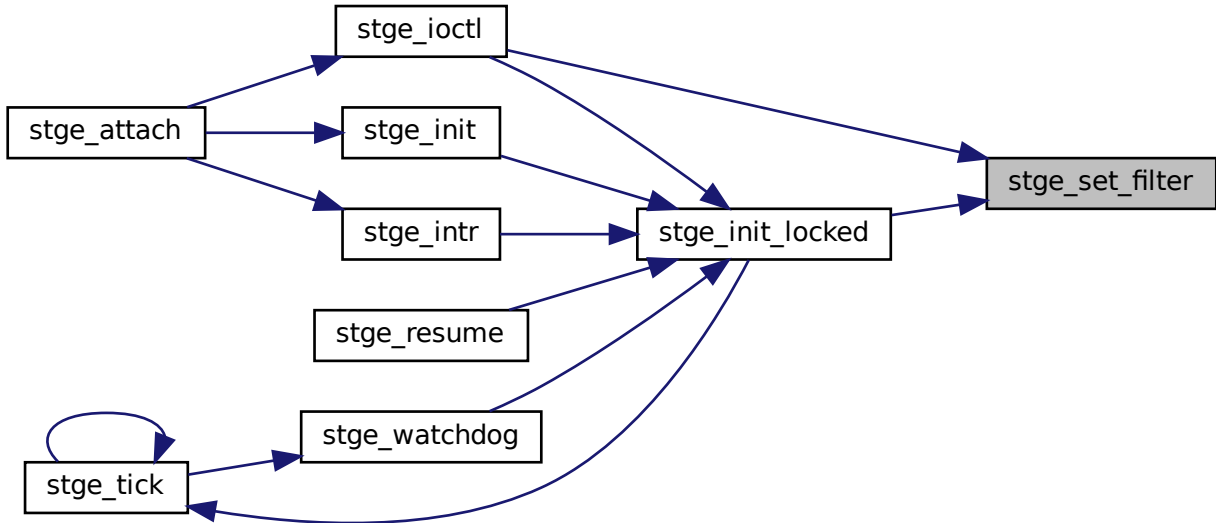 stge_ioctl
stge_attach
stge_init
stge_set_filter
stge_intr
stge_init_locked
stge_resume
stge_watchdog
stge_tick